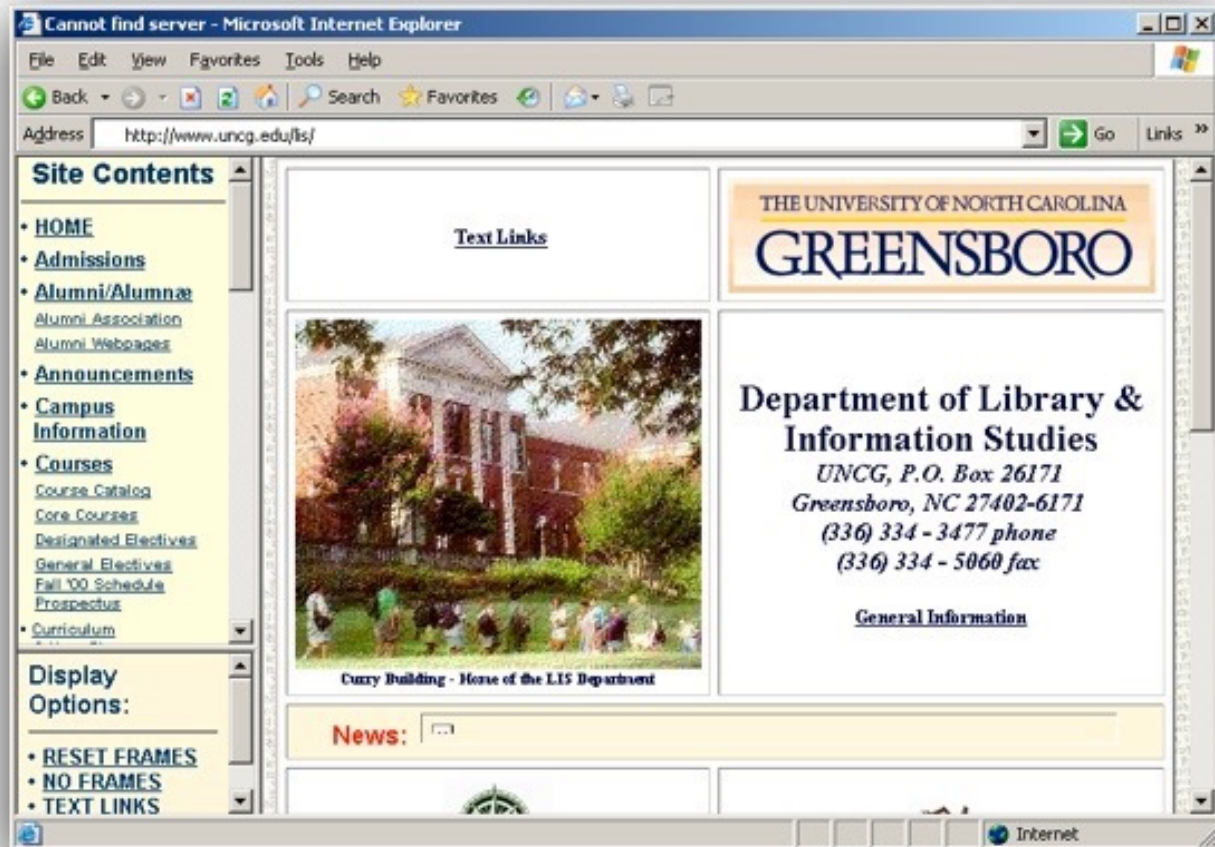 Cannot find server - Microsoft Internet Explorer
File Edit View Favorites Tools Help
Back Search Favorites
Address http://www.uncg.edu/lis/ Go Links »
Site Contents
• HOME
• Admissions
• Alumni/Alumnæ
Alumni Association
Alumni Webpages
• Announcements
• Campus
Information
• Courses
Course Catalog
Core Courses
Designated Electives
General Electives
Fall '00 Schedule
Prospectus
• Curriculum
Display
Options:
• RESET FRAMES
• NO FRAMES
• TEXT LINKS
Text Links
THE UNIVERSITY OF NORTH CAROLINA
GREENSBORO
Curry Building - Home of the LIS Department
Department of Library &
Information Studies
UNCG, P.O. Box 26171
Greensboro, NC 27402-6171
(336) 334 - 3477 phone
(336) 334 - 5060 fax
General Information
News:
Internet